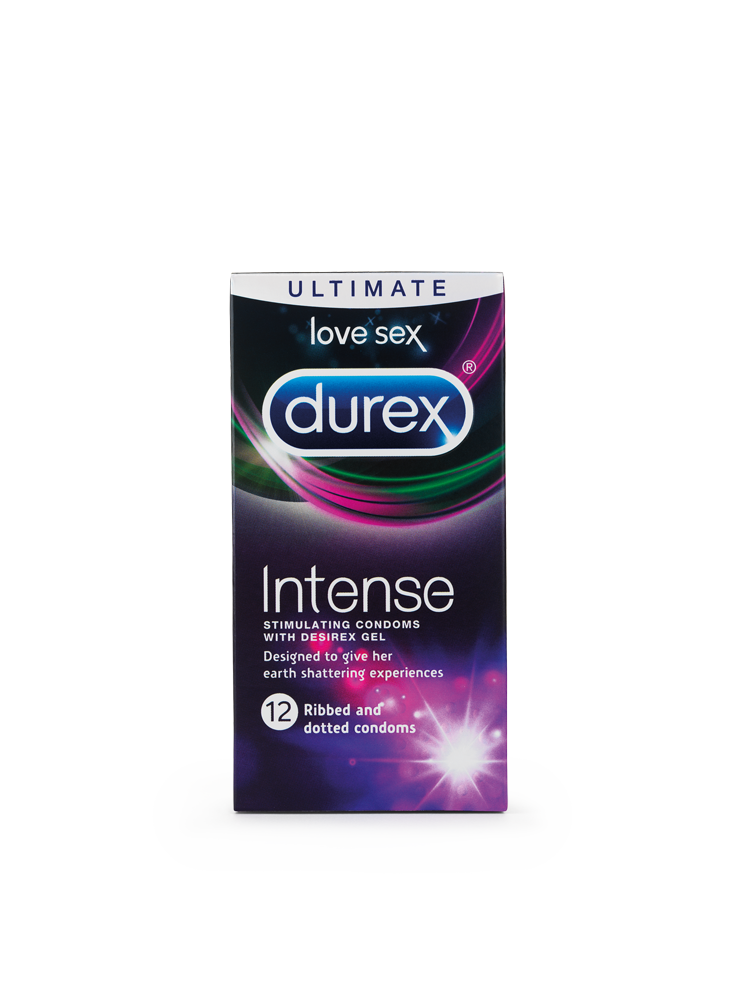 ULTIMATE
love sex
durex®
Intense
STIMULATING CONDOMS
WITH DESIREX GEL
Designed to give her
earth shattering experiences
12 Ribbed and
dotted condoms